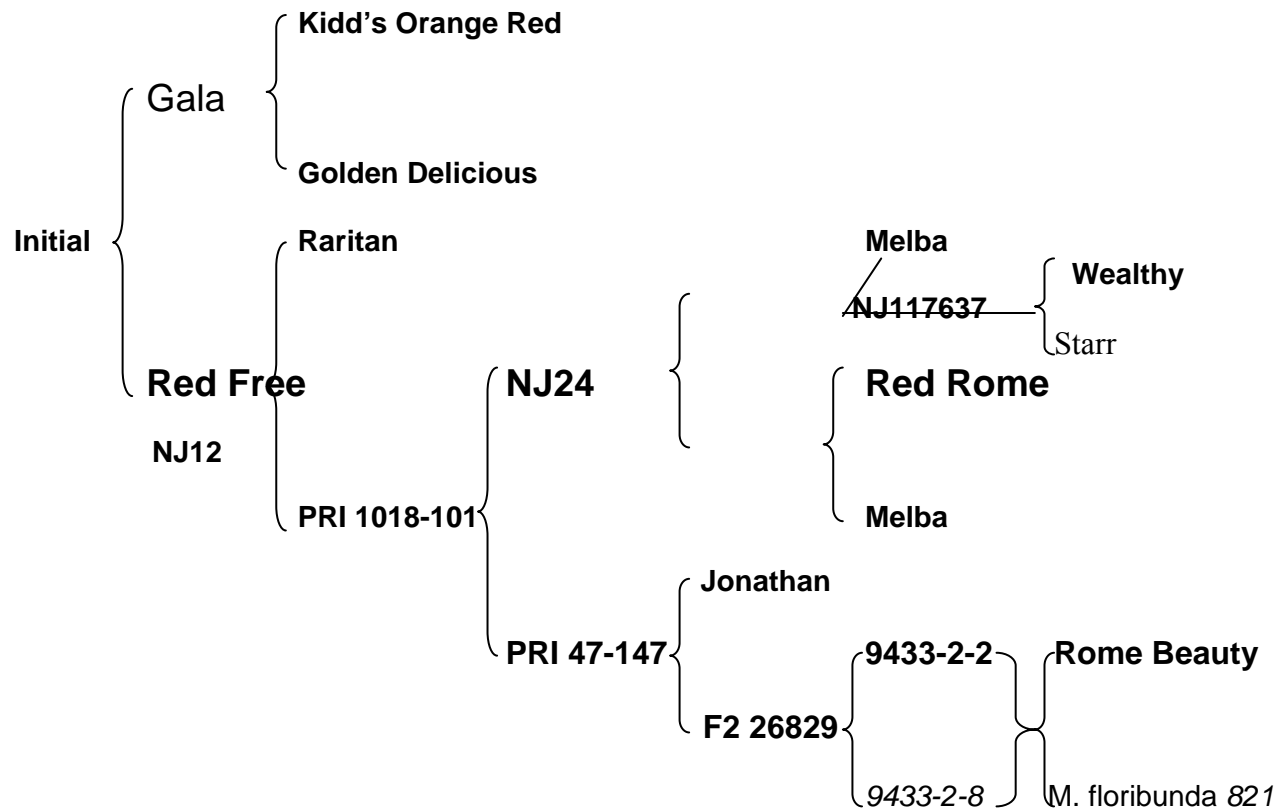 Kidd’s Orange Red
Gala
Golden Delicious
Initial
Raritan
Melba
Wealthy
NJ117637
Starr
Red Free
NJ24
Red Rome
NJ12
PRI 1018-101
Melba
Jonathan
PRI 47-147
9433-2-2
Rome Beauty
F2 26829
9433-2-8
M. floribunda 821